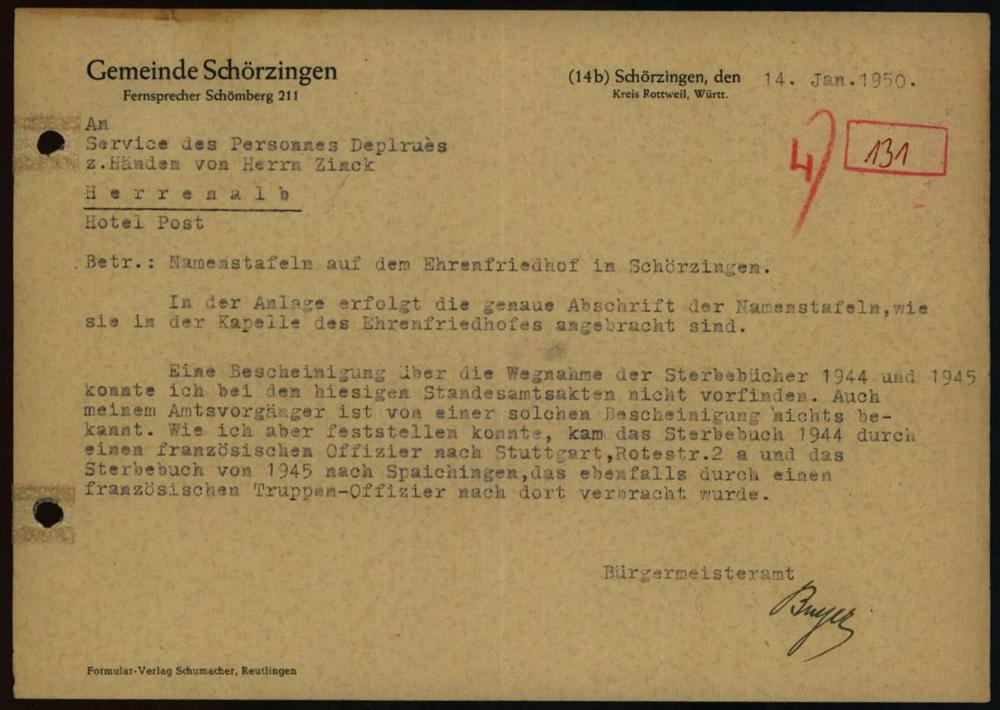 Gemeinde Schörzingen
Fernsprecher Schömberg 211
(14b) Schörzingen, den 14. Jan. 1950.
Kreis Rottweil, Württ.
4)
131
An
Service des Personnes Deplruès
z.Händen von Herrn Zinck
H e r r e n a l b
Hotel Post
Betr.: Namenstafeln auf dem Ehrenfriedhof in Schörzingen.
In der Anlage erfolgt die genaue Abschrift der Namenstafeln,wie
sie in der Kapelle des Ehrenfriedhofes angebracht sind.
Eine Bescheinigung über die Wegnahme der Sterbebücher 1944 und 1945
konnte ich bei den hiesigen Standesamtsakten nicht vorfinden. Auch
meinem Amtsvorgänger ist von einer solchen Bescheinigung nichts be-
kannt. Wie ich aber feststellen konnte, kam das Sterbebuch 1944 durch
einen französischen Offizier nach Stuttgart,Rotestr.2 a und das
Sterbebuch von 1945 nach Spaichingen,das ebenfalls durch einen
französischen Truppen-Offizier nach dort verbracht wurde.
Bürgermeisteramt
Formular-Verlag Schumacher, Reutlingen